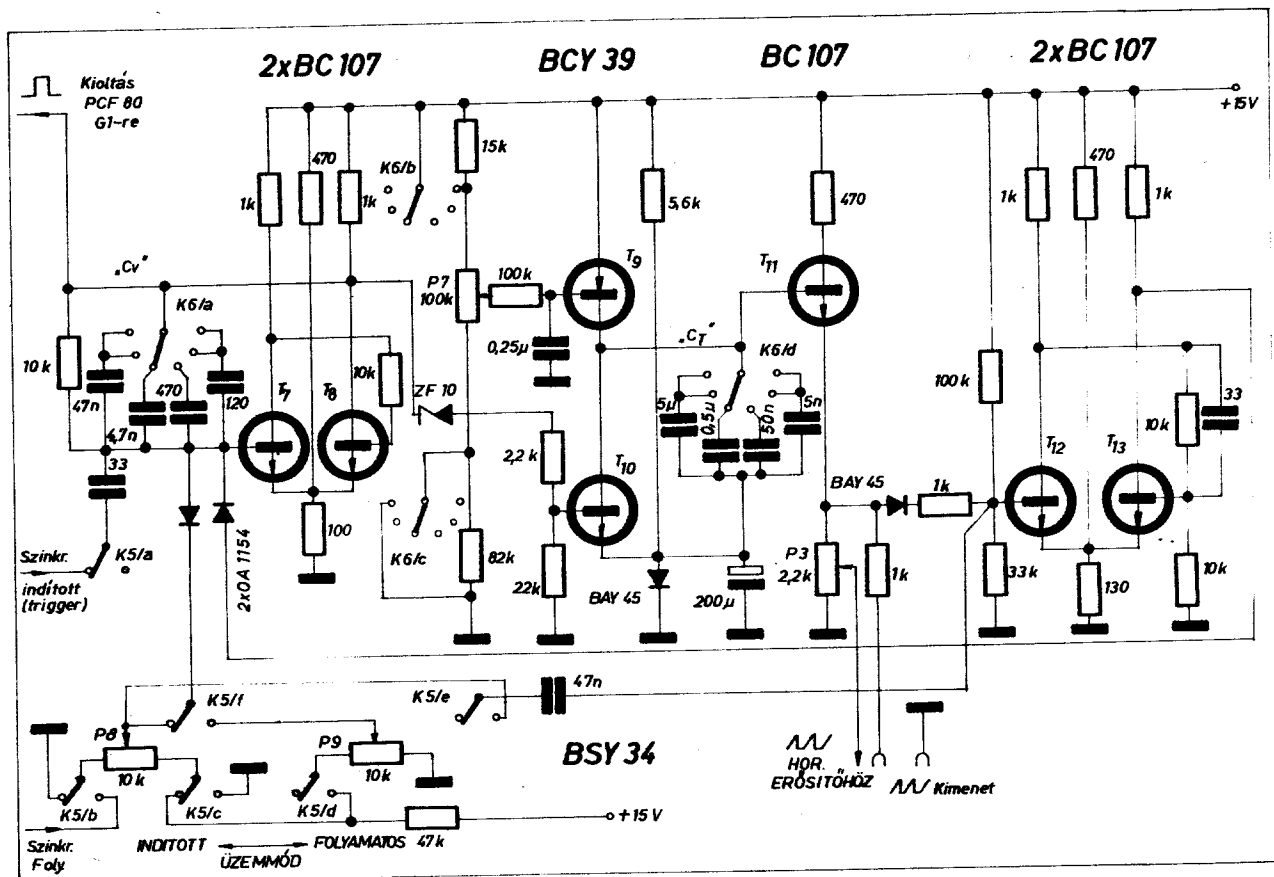 2xBC 107
BCY 39
BC 107
2xBC 107
Kioltás
PCF 80
G1-re
+15V
470
1k
1k
K6/b
15k
5,6k
470
1k
470
1k
„Cv”
K6/a
P7
100k
100k
T9
T11
0,25µ
„CT”
K6/d
10k
47n
4,7n
470
120
10k
T7
T8
ZF 10
5µ
0,5µ
50n
5n
100k
10k
33
33
2,2k
T10
T12
T13
BAY 45
1k
100
K6/c
82k
22k
BAY 45
200µ
P3
2,2k
1k
33k
130
10k
Szinkr.
indított
(trigger)
K5/a
2xOA 1154
K5/f
K5/e
47n
P8
10k
P9
10k
BSY 34
HOR.
ERŐSITŐHÖZ
Kimenet
K5/b
K5/c
K5/d
47k
+15V
Szinkr.
Foly.
INDITOTT
FOLYAMATOS
ÜZEMMÓD